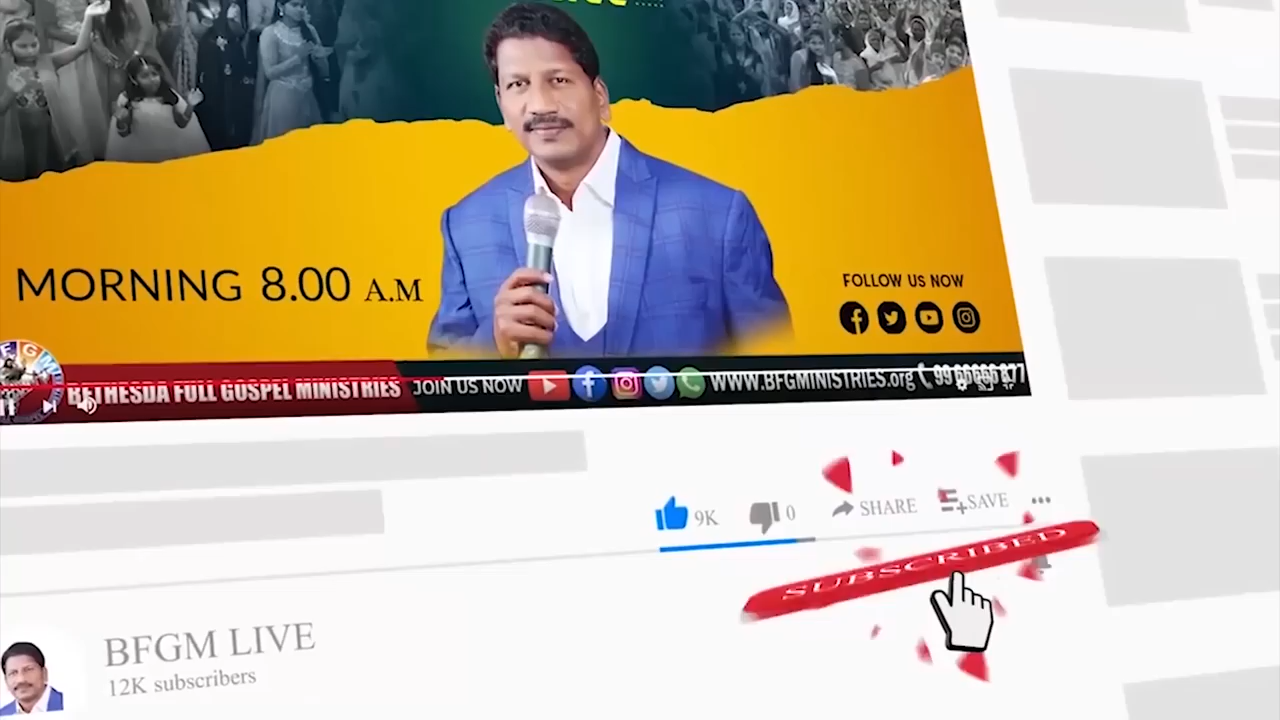 MORNING 8.00 A.M
FOLLOW US NOW
BETHESDA FULL GOSPEL MINISTRIES JOIN US NOW WWW.BFGMINISTRIES.org
9K 0 SHARE SAVE
SUBSCRIBED
BFGM LIVE
12K subscribers